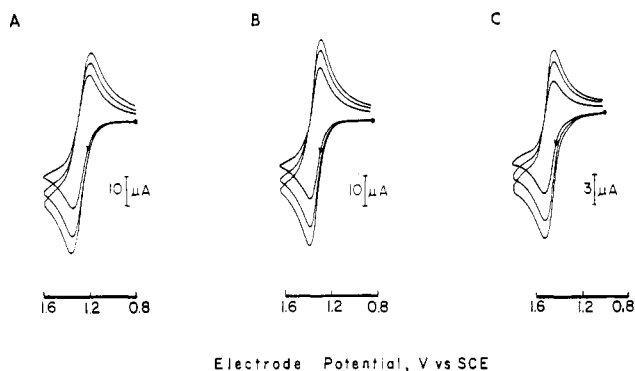 A B C
10 μA 10 μA 3 μA
1.6 1.2 0.8 1.6 1.2 0.8 1.6 1.2 0.8
Electrode Potential, V vs SCE